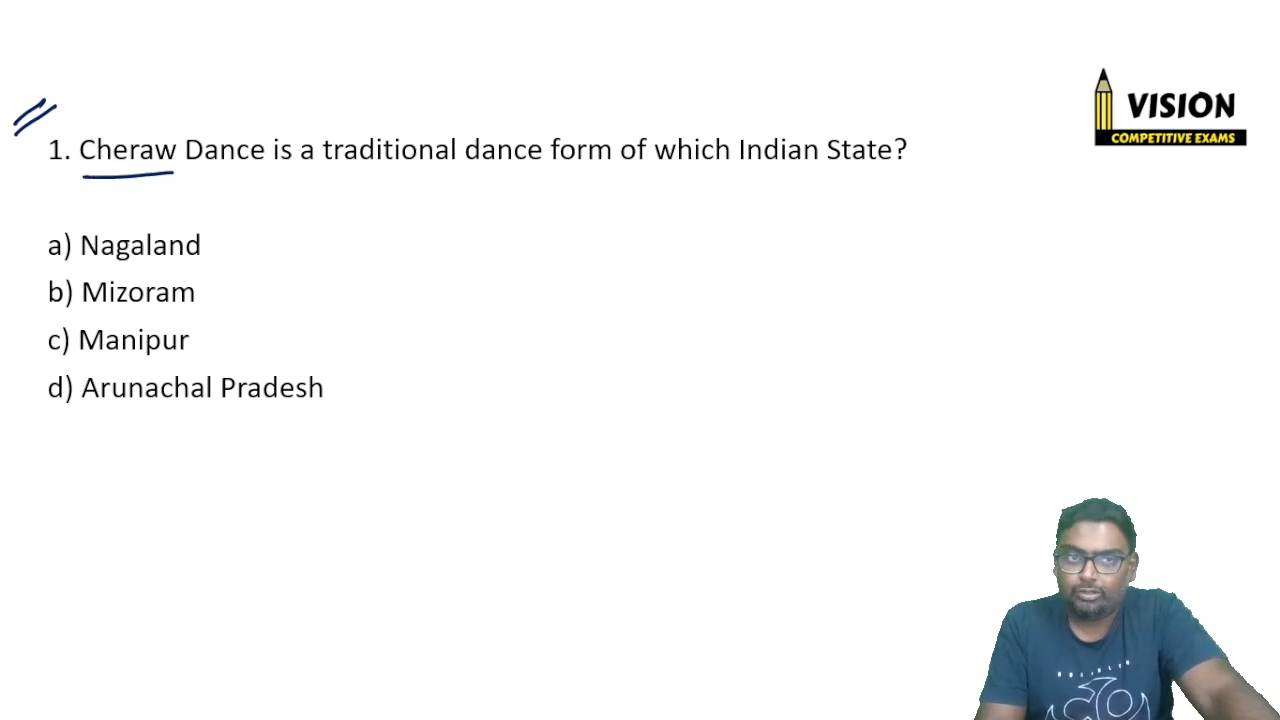 VISION
COMPETITIVE EXAMS
1. Cheraw Dance is a traditional dance form of which Indian State?
a) Nagaland
b) Mizoram
c) Manipur
d) Arunachal Pradesh